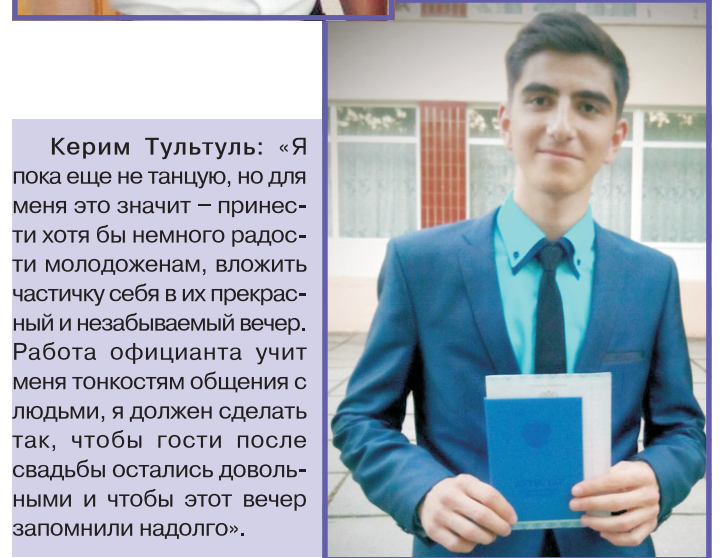 Керим Тультуль: «Я
пока еще не танцую, но для
меня это значит – принес-
ти хотя бы немного радос-
ти молодоженам, вложить
частичку себя в их прекрас-
ный и незабываемый вечер.
Работа официанта учит
меня тонкостям общения с
людьми, я должен сделать
так, чтобы гости после
свадьбы остались доволь-
ными и чтобы этот вечер
запомнили надолго».